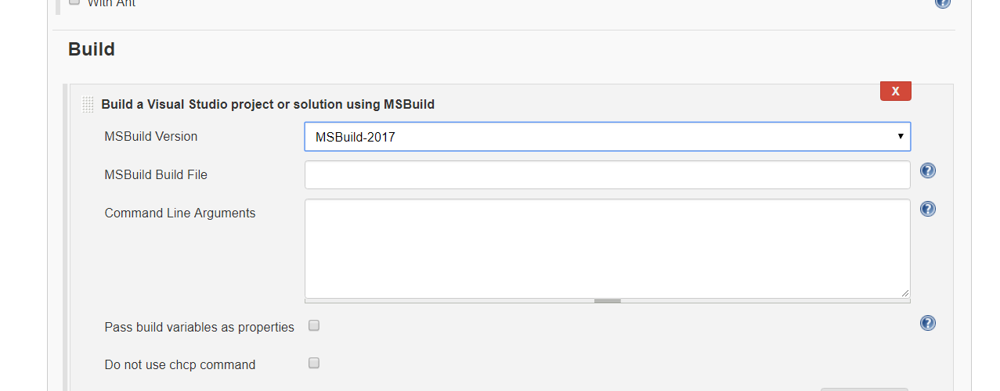 With Ant
Build
Build a Visual Studio project or solution using MSBuild
X
MSBuild Version
MSBuild-2017
MSBuild Build File
Command Line Arguments
Pass build variables as properties
Do not use chcp command